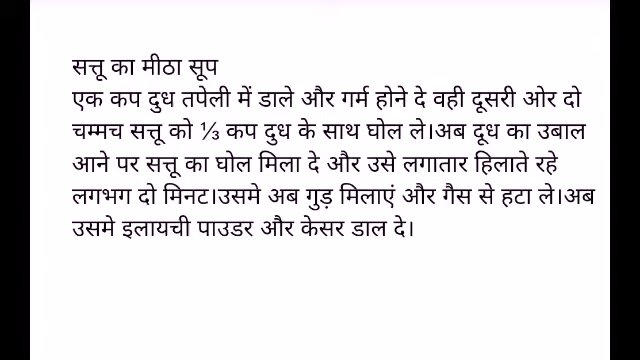 सत्तू का मीठा सूप
एक कप दुध तपेली में डाले और गर्म होने दे वही दूसरी ओर दो
चम्मच सत्तू को ⅓ कप दुध के साथ घोल ले।अब दूध का उबाल
आने पर सत्तू का घोल मिला दे और उसे लगातार हिलाते रहे
लगभग दो मिनट।उसमे अब गुड़ मिलाएं और गैस से हटा ले।अब
उसमे इलायची पाउडर और केसर डाल दे।